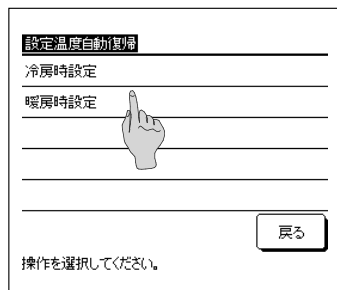 設定温度自動復帰
冷房時設定
暖房時設定
戻る
操作を選択してください。